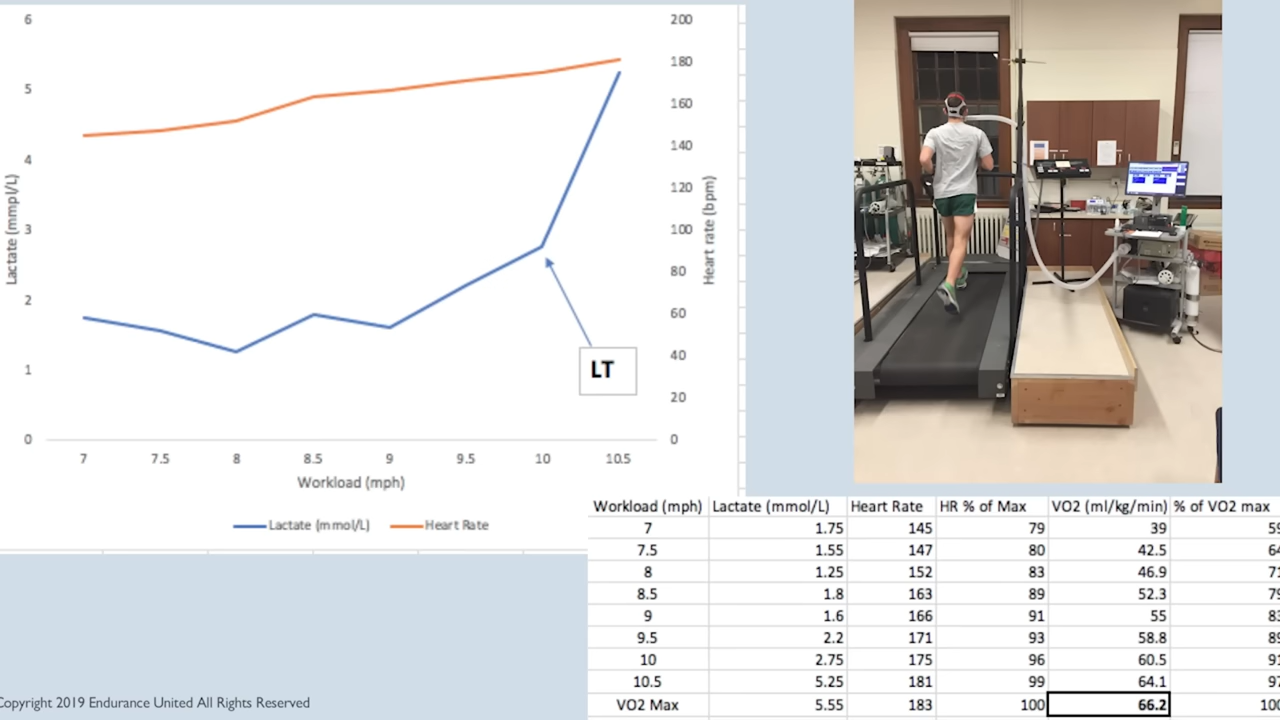 6
5
4
3
2
1
0
Lactate (mmpl/L)
200
180
160
140
120
100
80
60
40
20
0
Heart rate (bpm)
LT
7 7.5 8 8.5 9 9.5 10 10.5
Workload (mph)
Lactate (mmol/L) Heart Rate
Workload (mph) Lactate (mmol/L) Heart Rate HR % of Max VO2 (ml/kg/min) % of VO2 max
7 1.75 145 79 39 59
7.5 1.55 147 80 42.5 64
8 1.25 152 83 46.9 71
8.5 1.8 163 89 52.3 79
9 1.6 166 91 55 83
9.5 2.2 171 93 58.8 89
10 2.75 175 96 60.5 91
10.5 5.25 181 99 64.1 97
VO2 Max 5.55 183 100 66.2 100
Copyright 2019 Endurance United All Rights Reserved